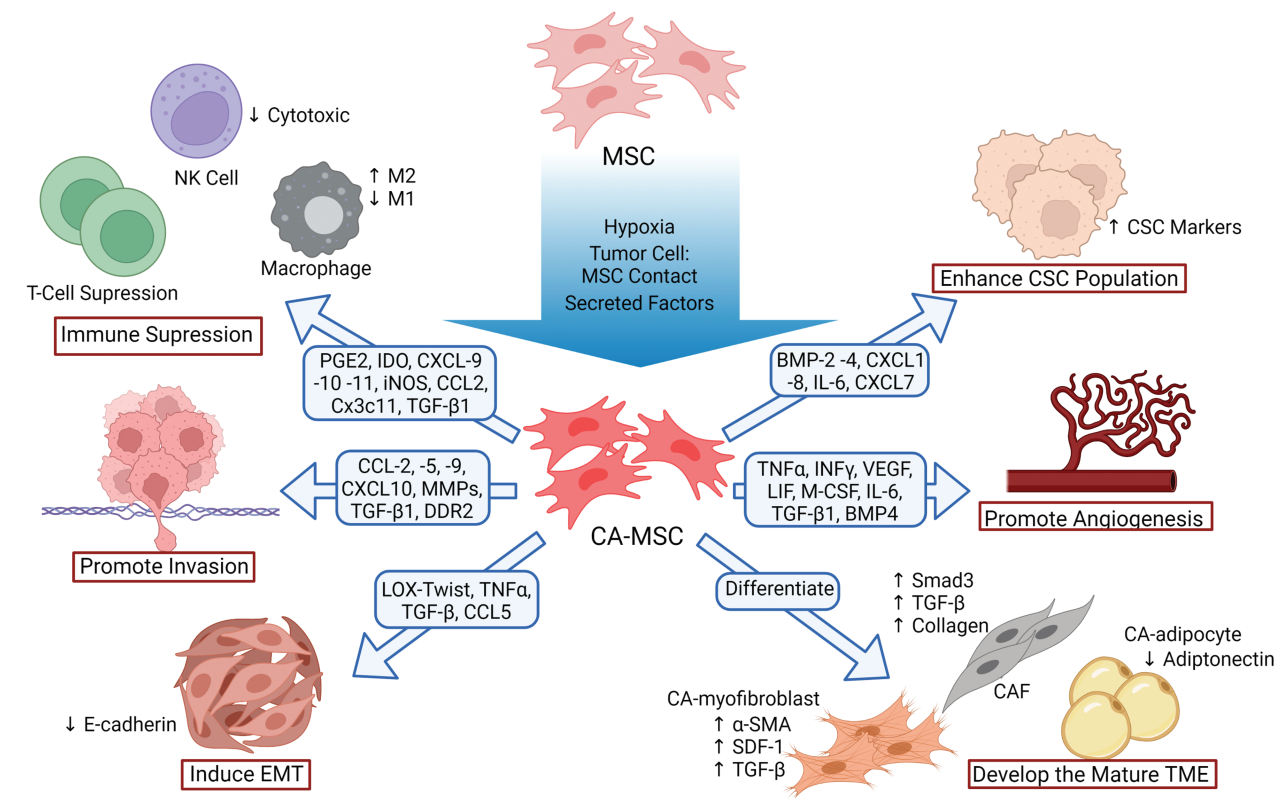 MSC
Hypoxia
Tumor Cell:
MSC Contact
Secreted Factors
↓ Cytotoxic
NK Cell
↑ M2
↓ M1
Macrophage
T-Cell Supression
Immune Supression
PGE2, IDO, CXCL-9
-10 -11, iNOS, CCL2,
Cx3c11, TGF-β1
↑ CSC Markers
Enhance CSC Population
BMP-2 -4, CXCL1
-8, IL-6, CXCL7
CCL-2, -5, -9,
CXCL10, MMPs,
TGF-β1, DDR2
Promote Invasion
CA-MSC
TNFα, INFγ, VEGF,
LIF, M-CSF, IL-6,
TGF-β1, BMP4
Promote Angiogenesis
LOX-Twist, TNFα,
TGF-β, CCL5
↓ E-cadherin
Induce EMT
Differentiate
↑ Smad3
↑ TGF-β
↑ Collagen
CAF
CA-adipocyte
↓ Adiptonectin
CA-myofibroblast
↑ α-SMA
↑ SDF-1
↑ TGF-β
Develop the Mature TME